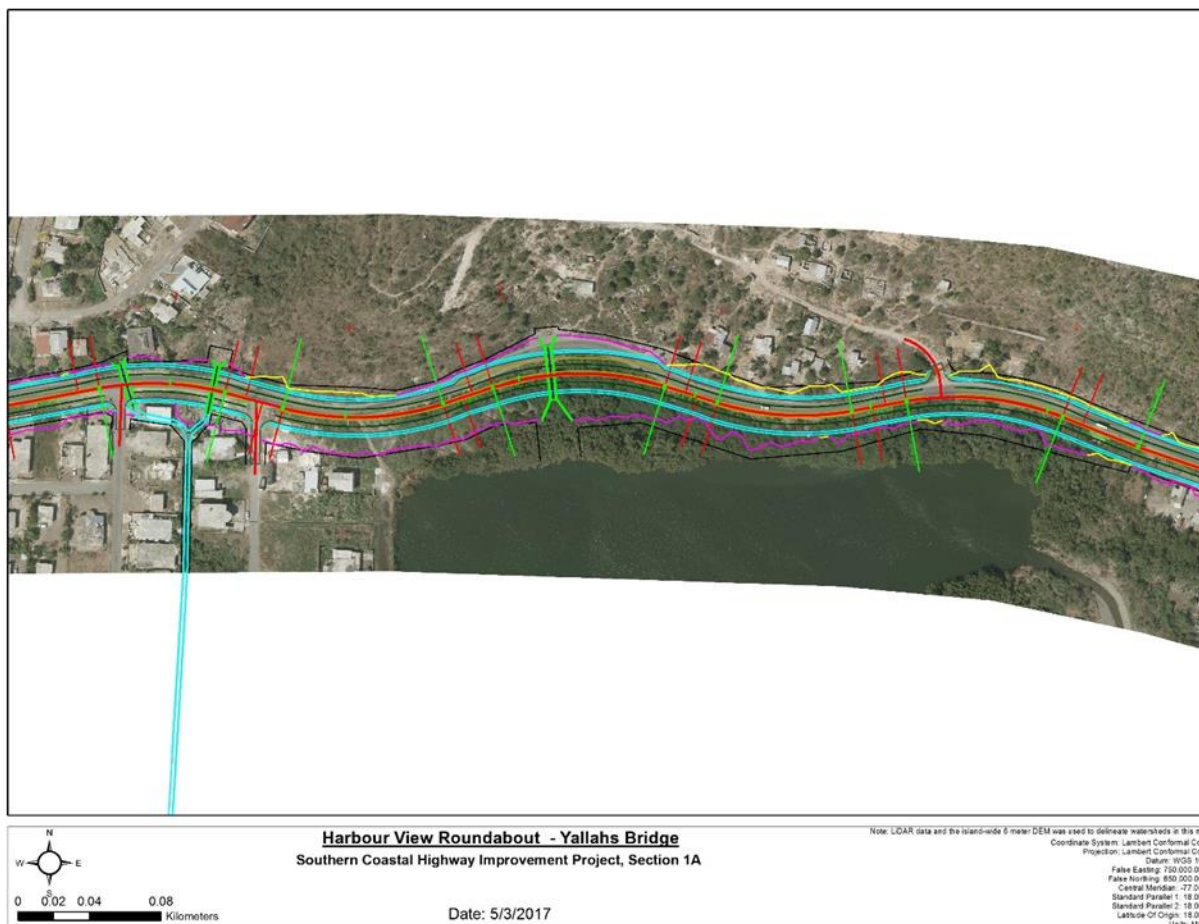 N
W E
S
0 0.02 0.04 0.08
Kilometers
Harbour View Roundabout - Yallahs Bridge
Southern Coastal Highway Improvement Project, Section 1A
Date: 5/3/2017
Note: LiDAR data and the island-wide 6 meter DEM was used to delineate watersheds in this
Coordinate System: Lambert Conformal
Projection: Lambert Conformal
Datum: WGS
False Easting: 750,000.0
False Northing: 650,000.0
Central Meridian: -77.0
Standard Parallel 1: 18.0
Standard Parallel 2: 18.0
Latitude Of Origin: 18.0